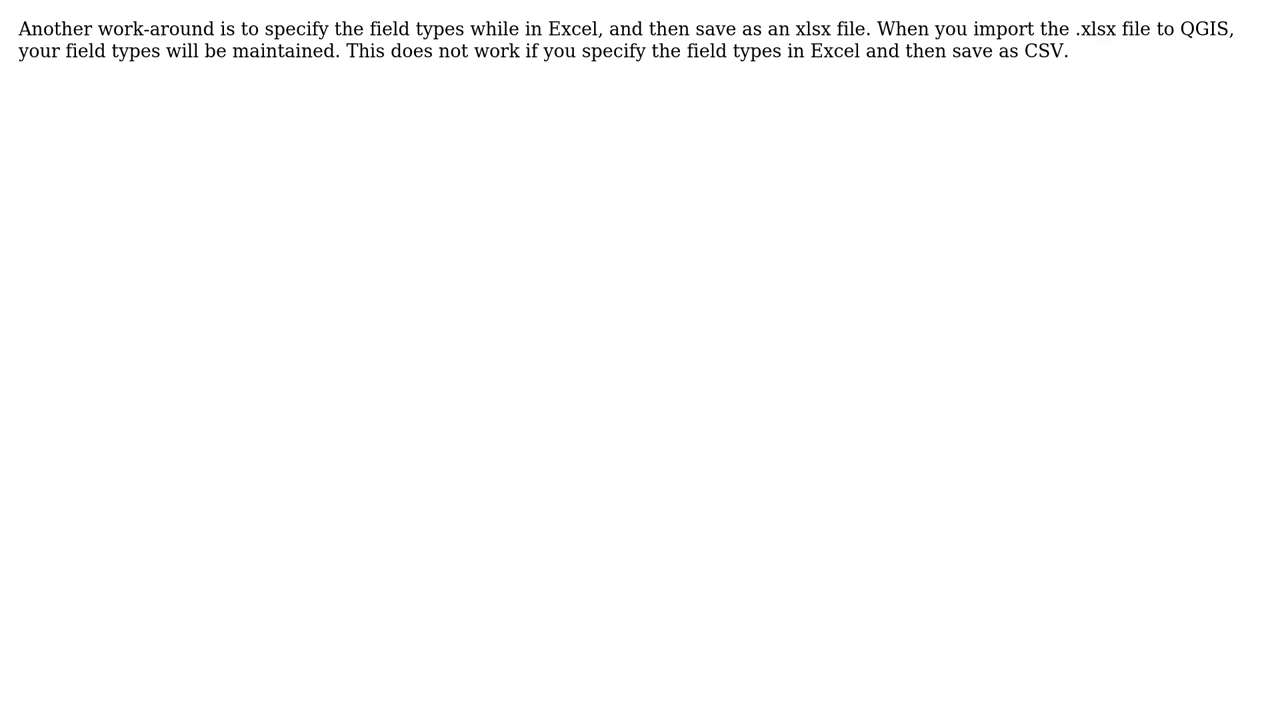 Another work-around is to specify the field types while in Excel, and then save as an xlsx file. When you import the .xlsx file to QGIS,
your field types will be maintained. This does not work if you specify the field types in Excel and then save as CSV.